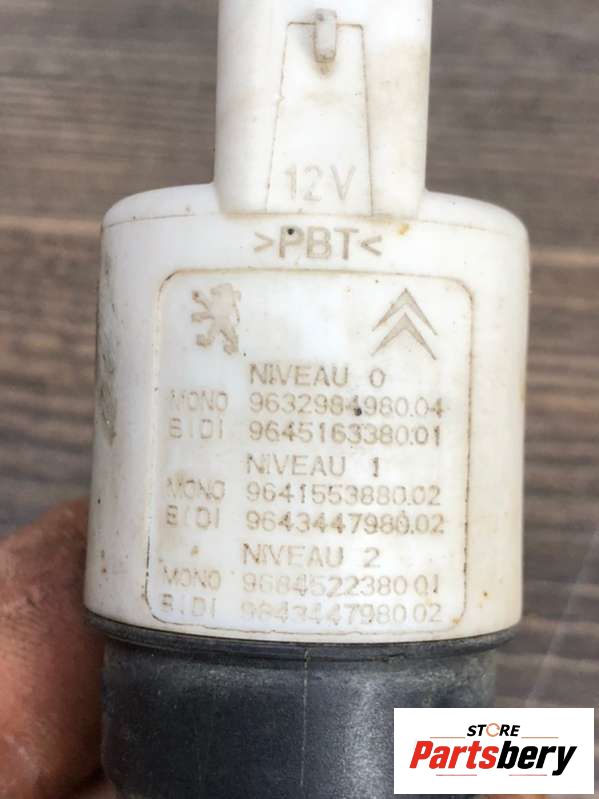 12V
>PBT<
NIVEAU 0
MONO 9632984980.04
BIDI 9645163380.01
NIVEAU 1
MONO 9641553880.02
BIDI 9643447980.02
NIVEAU 2
MONO 9684522380.01
BIDI 9643447980.02
STORE
Partsbery